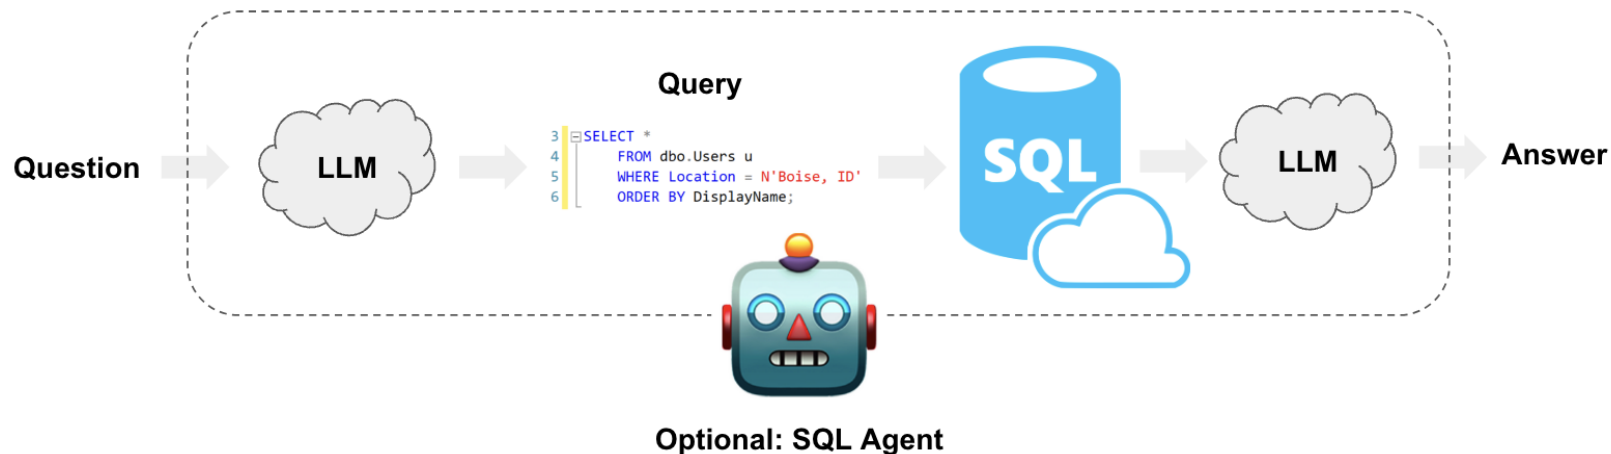 Question
LLM
Query
3 SELECT *
4 FROM dbo.Users u
5 WHERE Location = N'Boise, ID'
6 ORDER BY DisplayName;
SQL
LLM
Answer
Optional: SQL Agent